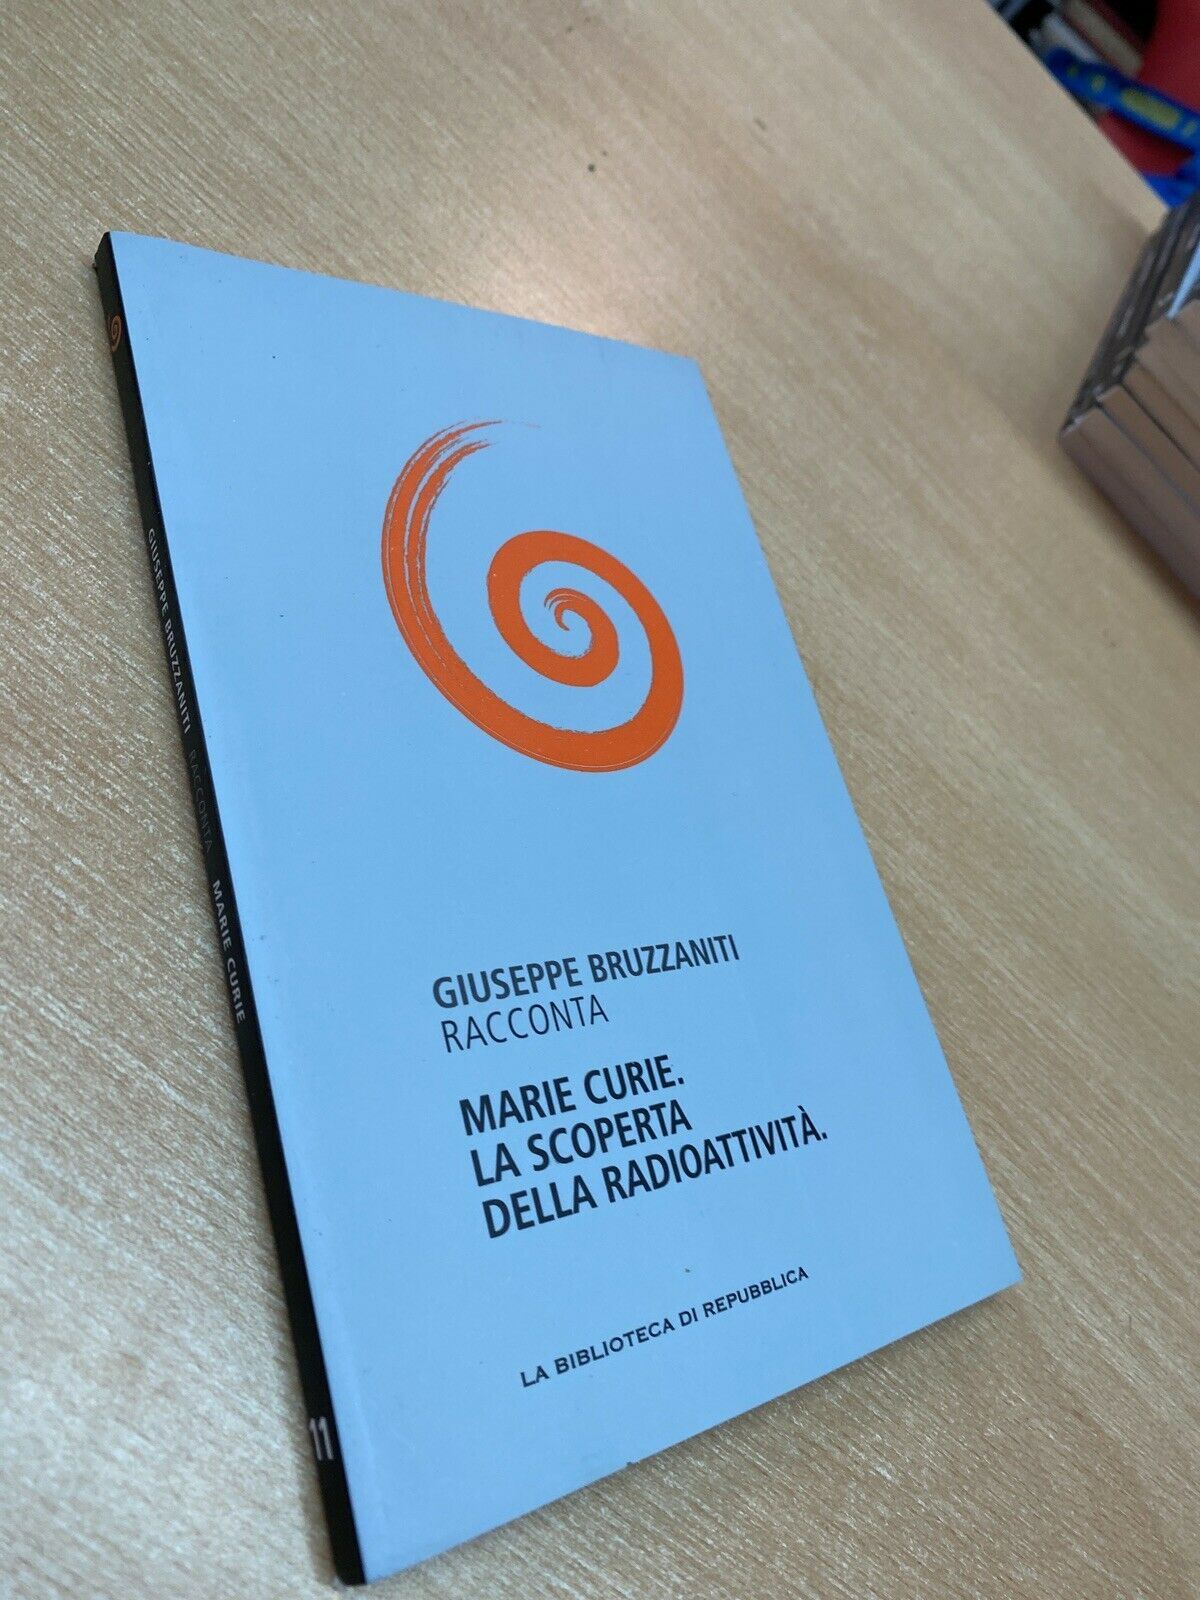 GIUSEPPE BRUZZANITI
RACCONTA
MARIE CURIE.
LA SCOPERTA
DELLA RADIOATTIVITÀ.
LA BIBLIOTECA DI REPUBBLICA
GIUSEPPE BRUZZANITI RACCONTA MARIE CURIE
11